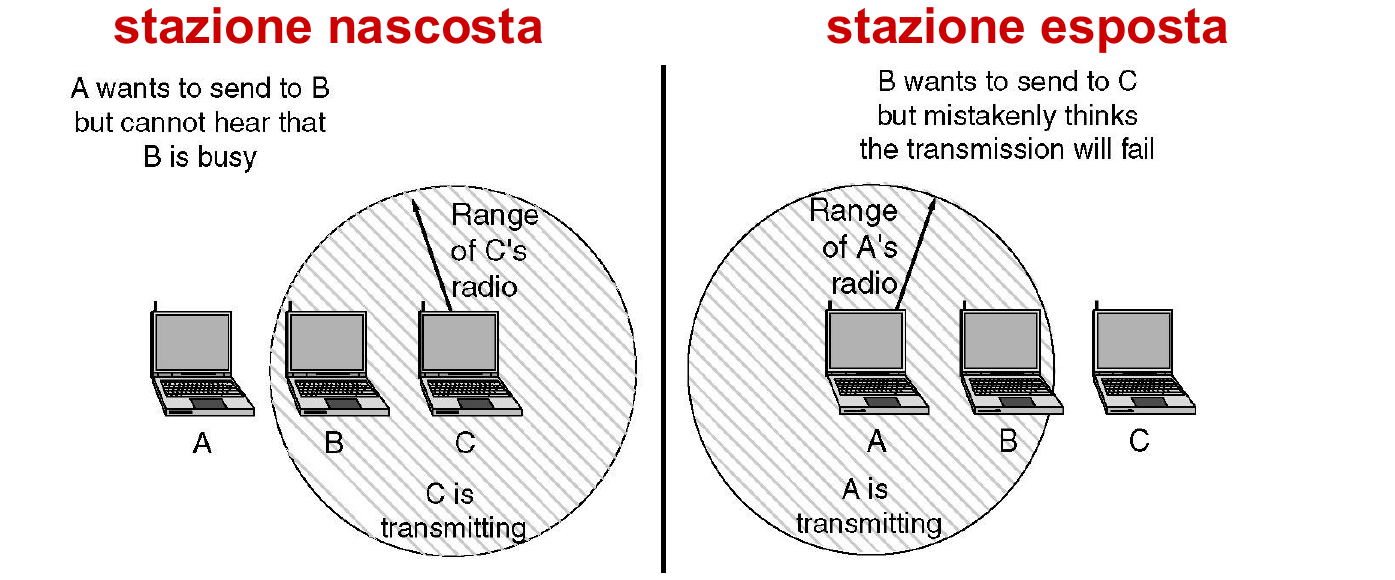 stazione nascosta
A wants to send to B
but cannot hear that
B is busy
Range
of C's
radio
A
B
C
C is
transmitting
stazione esposta
B wants to send to C
but mistakenly thinks
the transmission will fail
Range
of A's
radio
A
B
C
A is
transmitting